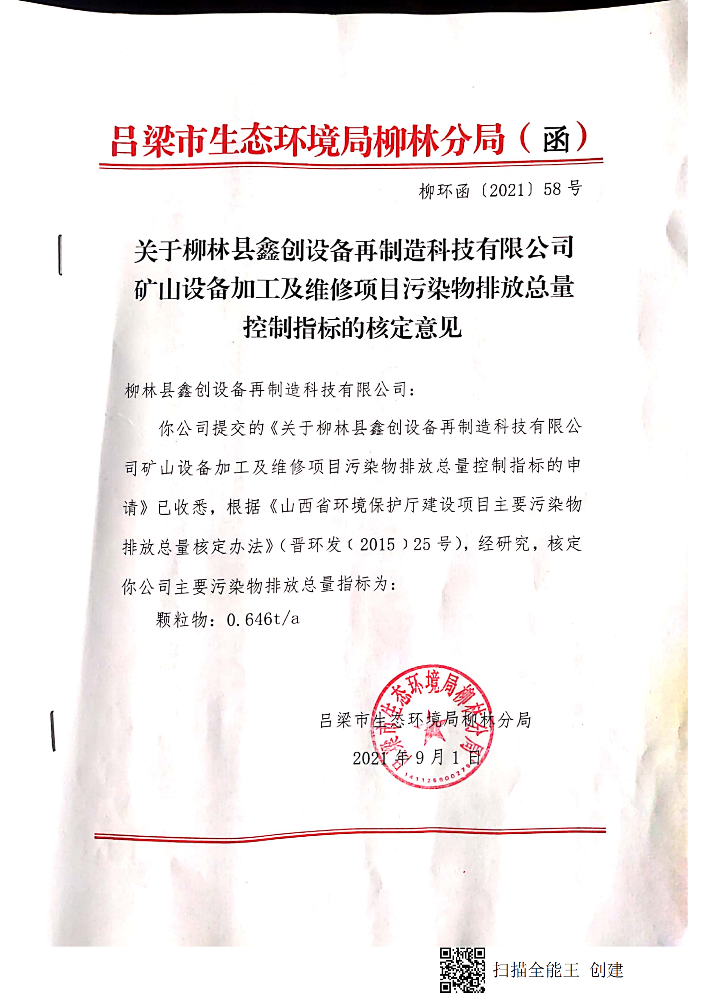 吕梁市生态环境局柳林分局（函）
柳环函〔2021〕58号
关于柳林县鑫创设备再制造科技有限公司
矿山设备加工及维修项目污染物排放总量
控制指标的核定意见
柳林县鑫创设备再制造科技有限公司：
你公司提交的《关于柳林县鑫创设备再制造科技有限公
司矿山设备加工及维修项目污染物排放总量控制指标的申
请》已收悉，根据《山西省环境保护厅建设项目主要污染物
排放总量核定办法》（晋环发﹝2015﹞25号），经研究，核定
你公司主要污染物排放总量指标为：
颗粒物：0.646t/a
吕梁市生态环境局柳林分局
吕梁市生态环境局柳林分局
2021年9月1日
扫描全能王 创建